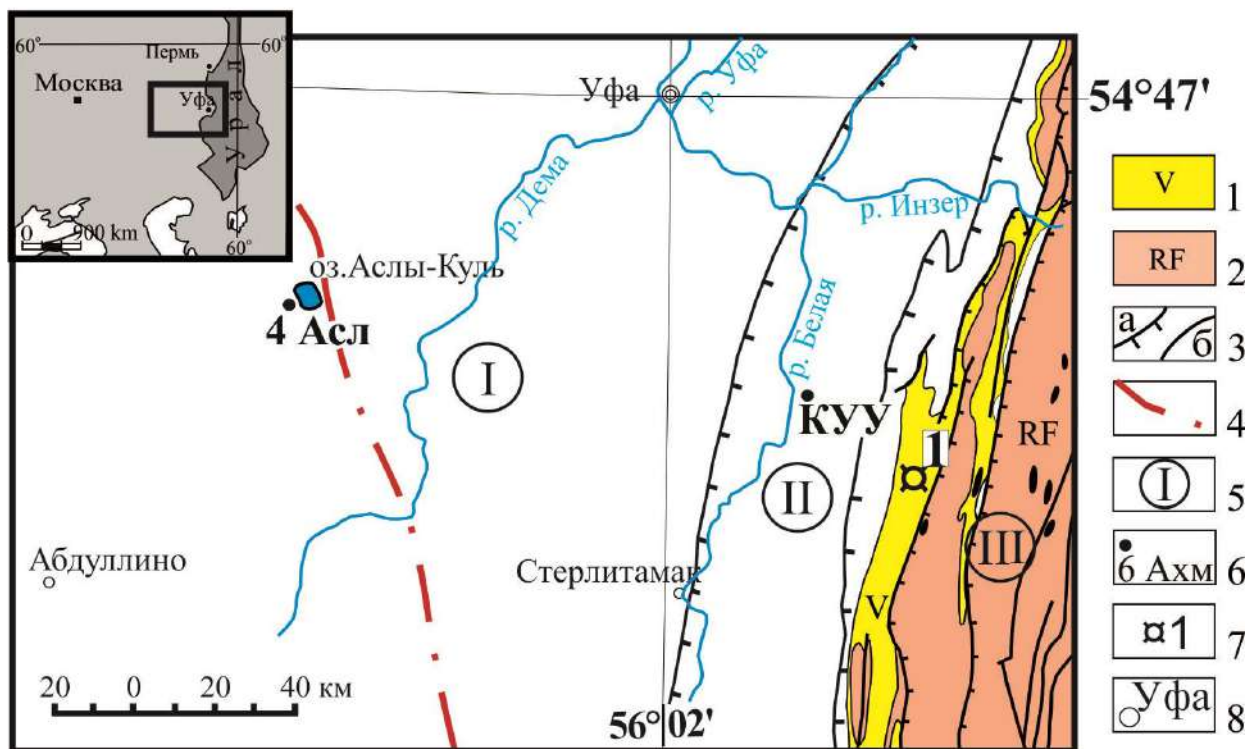 60°
60°
Пермь
Москва
Уфа
Урал
0 900 km
60°
Уфа
р. Уфа
54°47'
р. Дема
р. Инзер
оз.Аслы-Куль
4 Асл
I
р. Белая
КУУ
1
RF
II
III
Абдуллино
Стерлитамак
V
20 0 20 40 км
56°02'
V 1
RF 2
а б 3
4
I 5
6 Ахм 6
¤1 7
Уфа 8